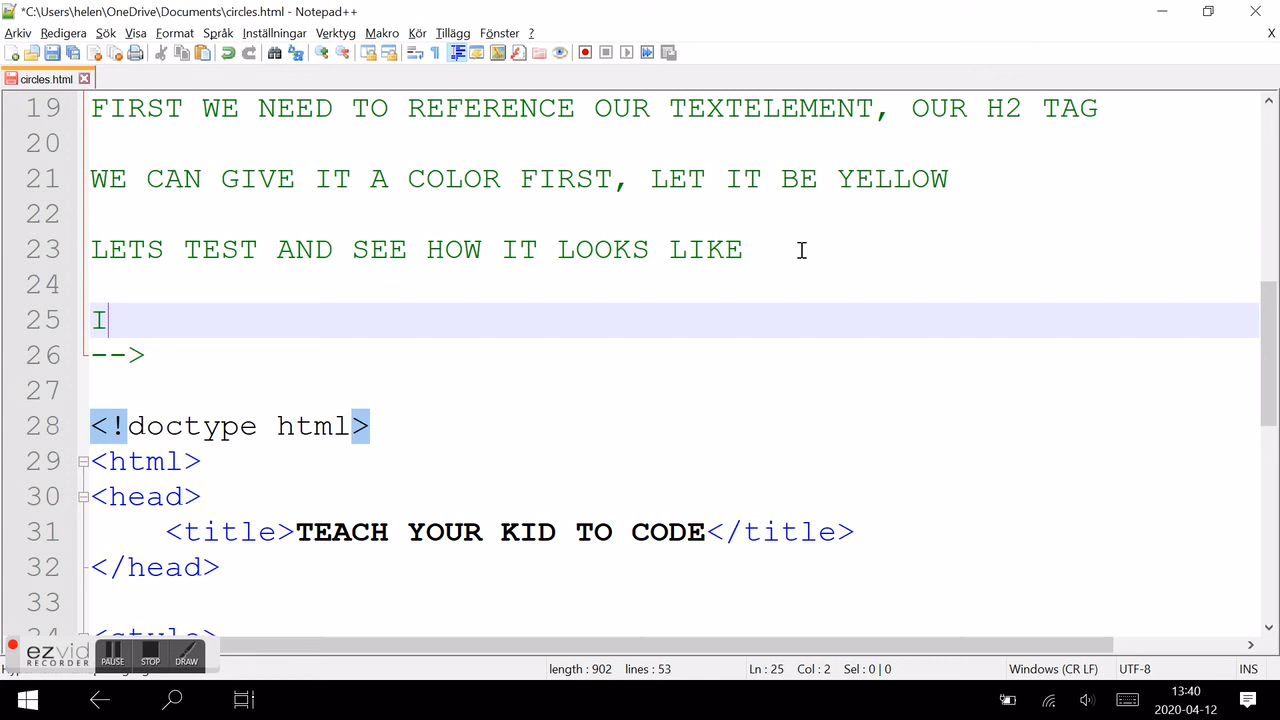 *C:\Users\helen\OneDrive\Documents\circles.html - Notepad++
Arkiv Redigera Sök Visa Format Språk Inställningar Verktyg Makro Kör Tillägg Fönster ? X
circles.html
19 FIRST WE NEED TO REFERENCE OUR TEXTELEMENT, OUR H2 TAG
20
21 WE CAN GIVE IT A COLOR FIRST, LET IT BE YELLOW
22
23 LETS TEST AND SEE HOW IT LOOKS LIKE
24
25 I
26 -->
27
28 <!doctype html>
29 <html>
30 <head>
31 <title>TEACH YOUR KID TO CODE</title>
32 </head>
33
34 <style>
ezvid RECORDER PAUSE STOP DRAW
length : 902 lines : 53 Ln : 25 Col : 2 Sel : 0 | 0 Windows (CR LF) UTF-8 INS
13:40
2020-04-12